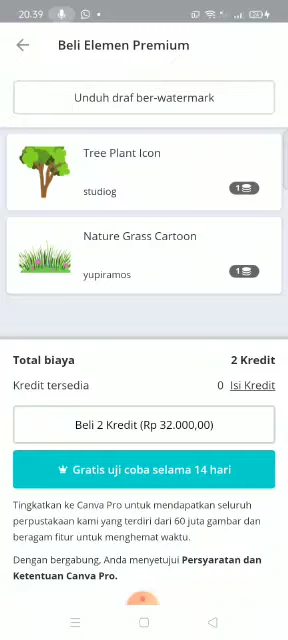 20.39
Beli Elemen Premium
Unduh draf ber-watermark
Tree Plant Icon
studiog
1
Nature Grass Cartoon
yupiramos
1
Total biaya 2 Kredit
Kredit tersedia 0 Isi Kredit
Beli 2 Kredit (Rp 32.000,00)
Gratis uji coba selama 14 hari
Tingkatkan ke Canva Pro untuk mendapatkan seluruh
perpustakaan kami yang terdiri dari 60 juta gambar dan
beragam fitur untuk menghemat waktu.
Dengan bergabung, Anda menyetujui Persyaratan dan
Ketentuan Canva Pro.